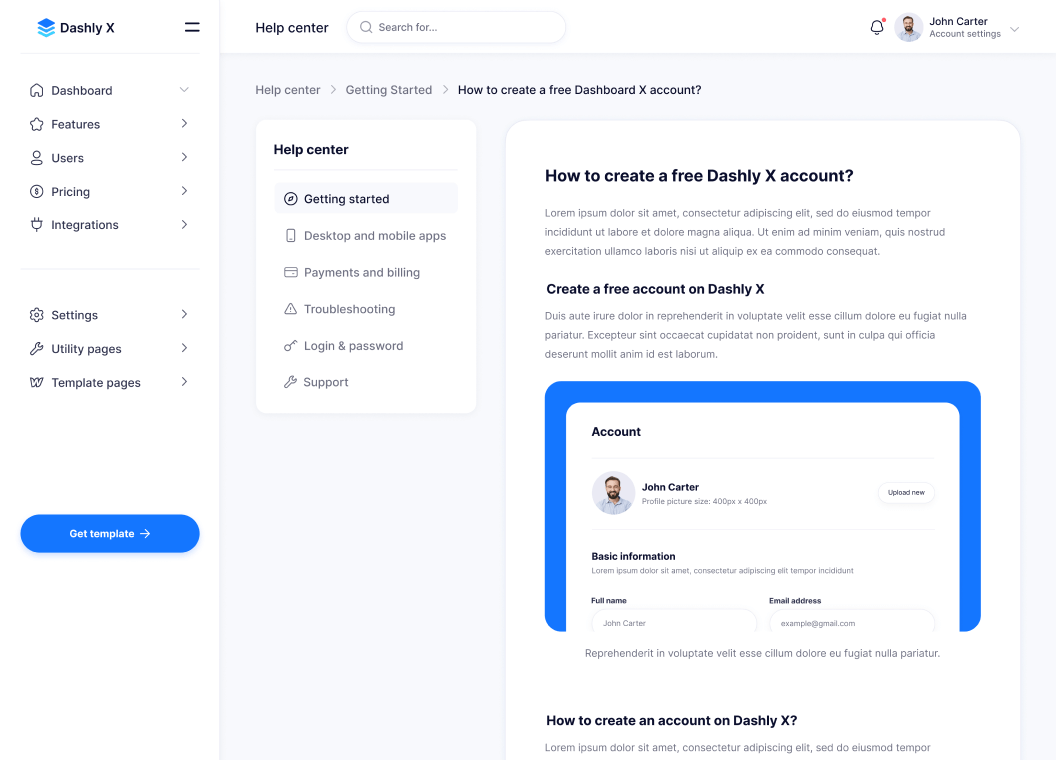 Dashly X
Help center
Search for...
John Carter
Account settings
Dashboard
Features
Users
Pricing
Integrations
Settings
Utility pages
Template pages
Get template
Help center
Getting Started
How to create a free Dashboard X account?
Help center
Getting started
Desktop and mobile apps
Payments and billing
Troubleshooting
Login & password
Support
How to create a free Dashly X account?
Lorem ipsum dolor sit amet, consectetur adipiscing elit, sed do eiusmod tempor
incididunt ut labore et dolore magna aliqua. Ut enim ad minim veniam, quis nostrud
exercitation ullamco laboris nisi ut aliquip ex ea commodo consequat.
Create a free account on Dashly X
Duis aute irure dolor in reprehenderit in voluptate velit esse cillum dolore eu fugiat nulla
pariatur. Excepteur sint occaecat cupidatat non proident, sunt in culpa qui officia
deserunt mollit anim id est laborum.
Account
John Carter
Profile picture size: 400px x 400px
Upload new
Basic information
Lorem ipsum dolor sit amet, consectetur adipiscing elit tempor incididunt
Full name
Email address
John Carter
example@gmail.com
Reprehenderit in voluptate velit esse cillum dolore eu fugiat nulla pariatur.
How to create an account on Dashly X?
Lorem ipsum dolor sit amet, consectetur adipiscing elit, sed do eiusmod tempor